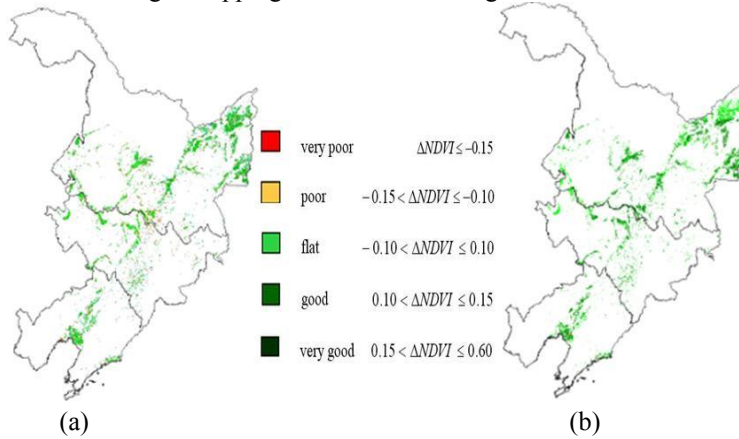 very poor ΔNDVI ≤ −0.15
poor −0.15 < ΔNDVI ≤ −0.10
flat −0.10 < ΔNDVI ≤ 0.10
good 0.10 < ΔNDVI ≤ 0.15
very good 0.15 < ΔNDVI ≤ 0.60
(a) (b)